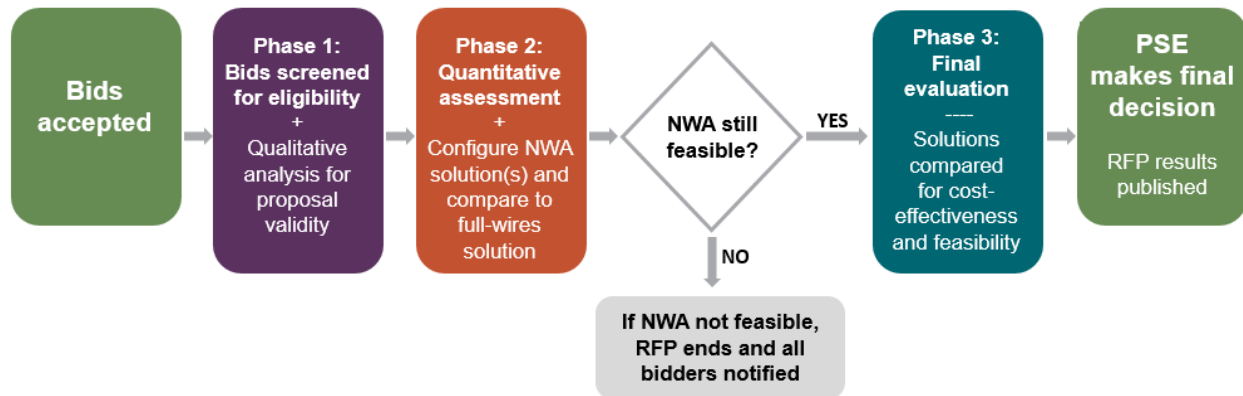 Bids
accepted
Phase 1:
Bids screened
for eligibility
+
Qualitative
analysis for
proposal
validity
Phase 2:
Quantitative
assessment
+
Configure NWA
solution(s) and
compare to
full-wires
solution
NWA still
feasible?
YES
NO
If NWA not feasible,
RFP ends and all
bidders notified
Phase 3:
Final
evaluation
----
Solutions
compared
for cost-
effectiveness
and feasibility
PSE
makes final
decision
RFP results
published